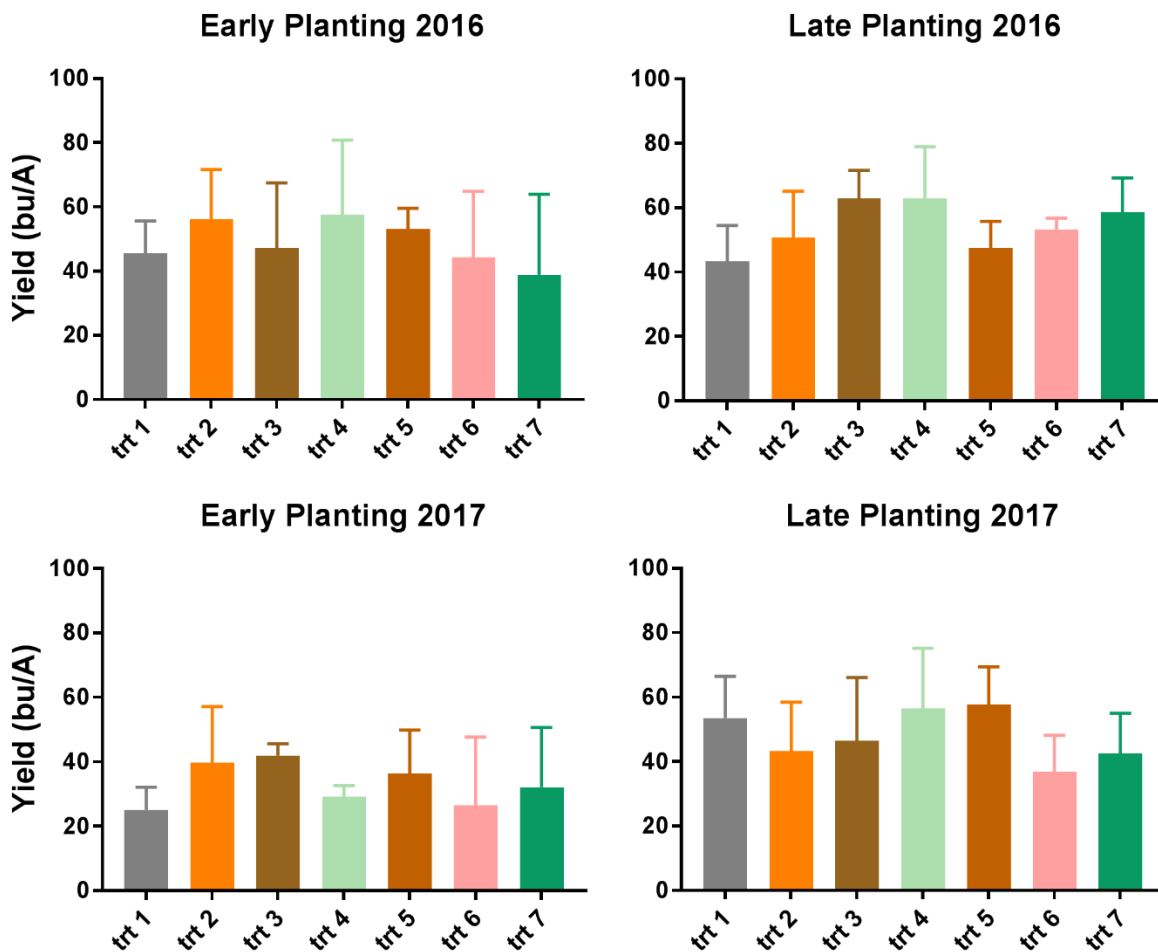 Early Planting 2016
Yield (bu/A)
100
80
60
40
20
0
trt 1 trt 2 trt 3 trt 4 trt 5 trt 6 trt 7
Late Planting 2016
100
80
60
40
20
0
trt 1 trt 2 trt 3 trt 4 trt 5 trt 6 trt 7
Early Planting 2017
Yield (bu/A)
100
80
60
40
20
0
trt 1 trt 2 trt 3 trt 4 trt 5 trt 6 trt 7
Late Planting 2017
100
80
60
40
20
0
trt 1 trt 2 trt 3 trt 4 trt 5 trt 6 trt 7